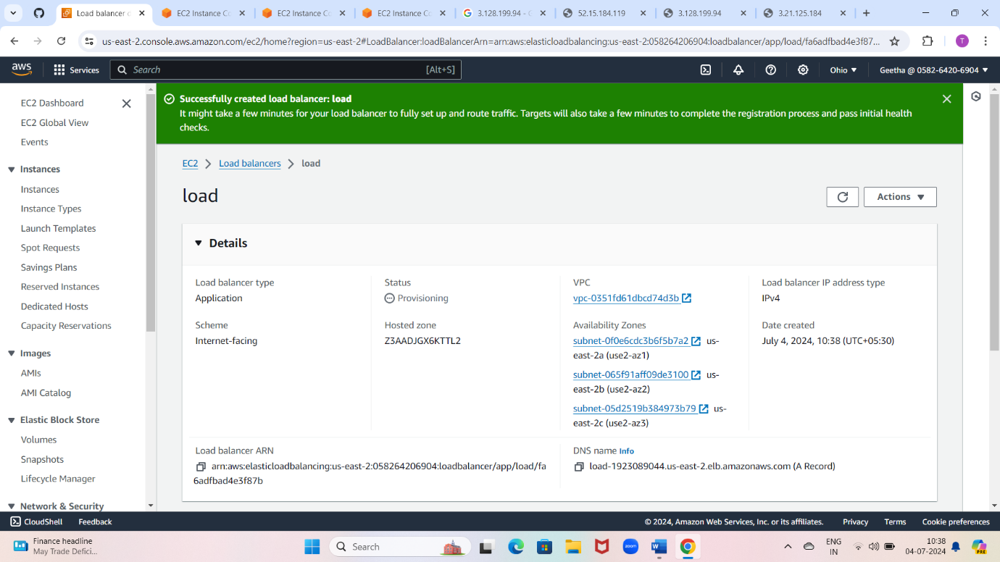 Load balancer d
EC2 Instance Co
EC2 Instance Co
EC2 Instance Co
3.128.199.94 - G
52.15.184.119
3.128.199.94
3.21.125.184
us-east-2.console.aws.amazon.com/ec2/home?region=us-east-2#LoadBalancer:loadBalancerArn=arn:aws:elasticloadbalancing:us-east-2:058264206904:loadbalancer/app/load/fa6adfbad4e3f87...
T
aws
Services
Search
[Alt+S]
Ohio
Geetha @ 0582-6420-6904
EC2 Dashboard
EC2 Global View
Events
Instances
Instances
Instance Types
Launch Templates
Spot Requests
Savings Plans
Reserved Instances
Dedicated Hosts
Capacity Reservations
Images
AMIs
AMI Catalog
Elastic Block Store
Volumes
Snapshots
Lifecycle Manager
Network & Security
Successfully created load balancer: load
It might take a few minutes for your load balancer to fully set up and route traffic. Targets will also take a few minutes to complete the registration process and pass initial health
checks.
EC2 > Load balancers > load
load
Actions
Details
Load balancer type
Application
Status
Provisioning
VPC
vpc-0351fd61dbcd74d3b
Load balancer IP address type
IPv4
Scheme
Internet-facing
Hosted zone
Z3AADJGX6KTTL2
Availability Zones
subnet-0f0e6cdc3b6f5b7a2 us-
east-2a (use2-az1)
subnet-065f91aff09de3100 us-
east-2b (use2-az2)
subnet-05d2519b384973b79 us-
east-2c (use2-az3)
Date created
July 4, 2024, 10:38 (UTC+05:30)
Load balancer ARN
arn:aws:elasticloadbalancing:us-east-2:058264206904:loadbalancer/app/load/fa
6adfbad4e3f87b
DNS name Info
load-1923089044.us-east-2.elb.amazonaws.com (A Record)
CloudShell
Feedback
© 2024, Amazon Web Services, Inc. or its affiliates.
Privacy
Terms
Cookie preferences
Finance headline
May Trade Defici...
Search
zoom
ENG
IN
10:38
04-07-2024
PRE